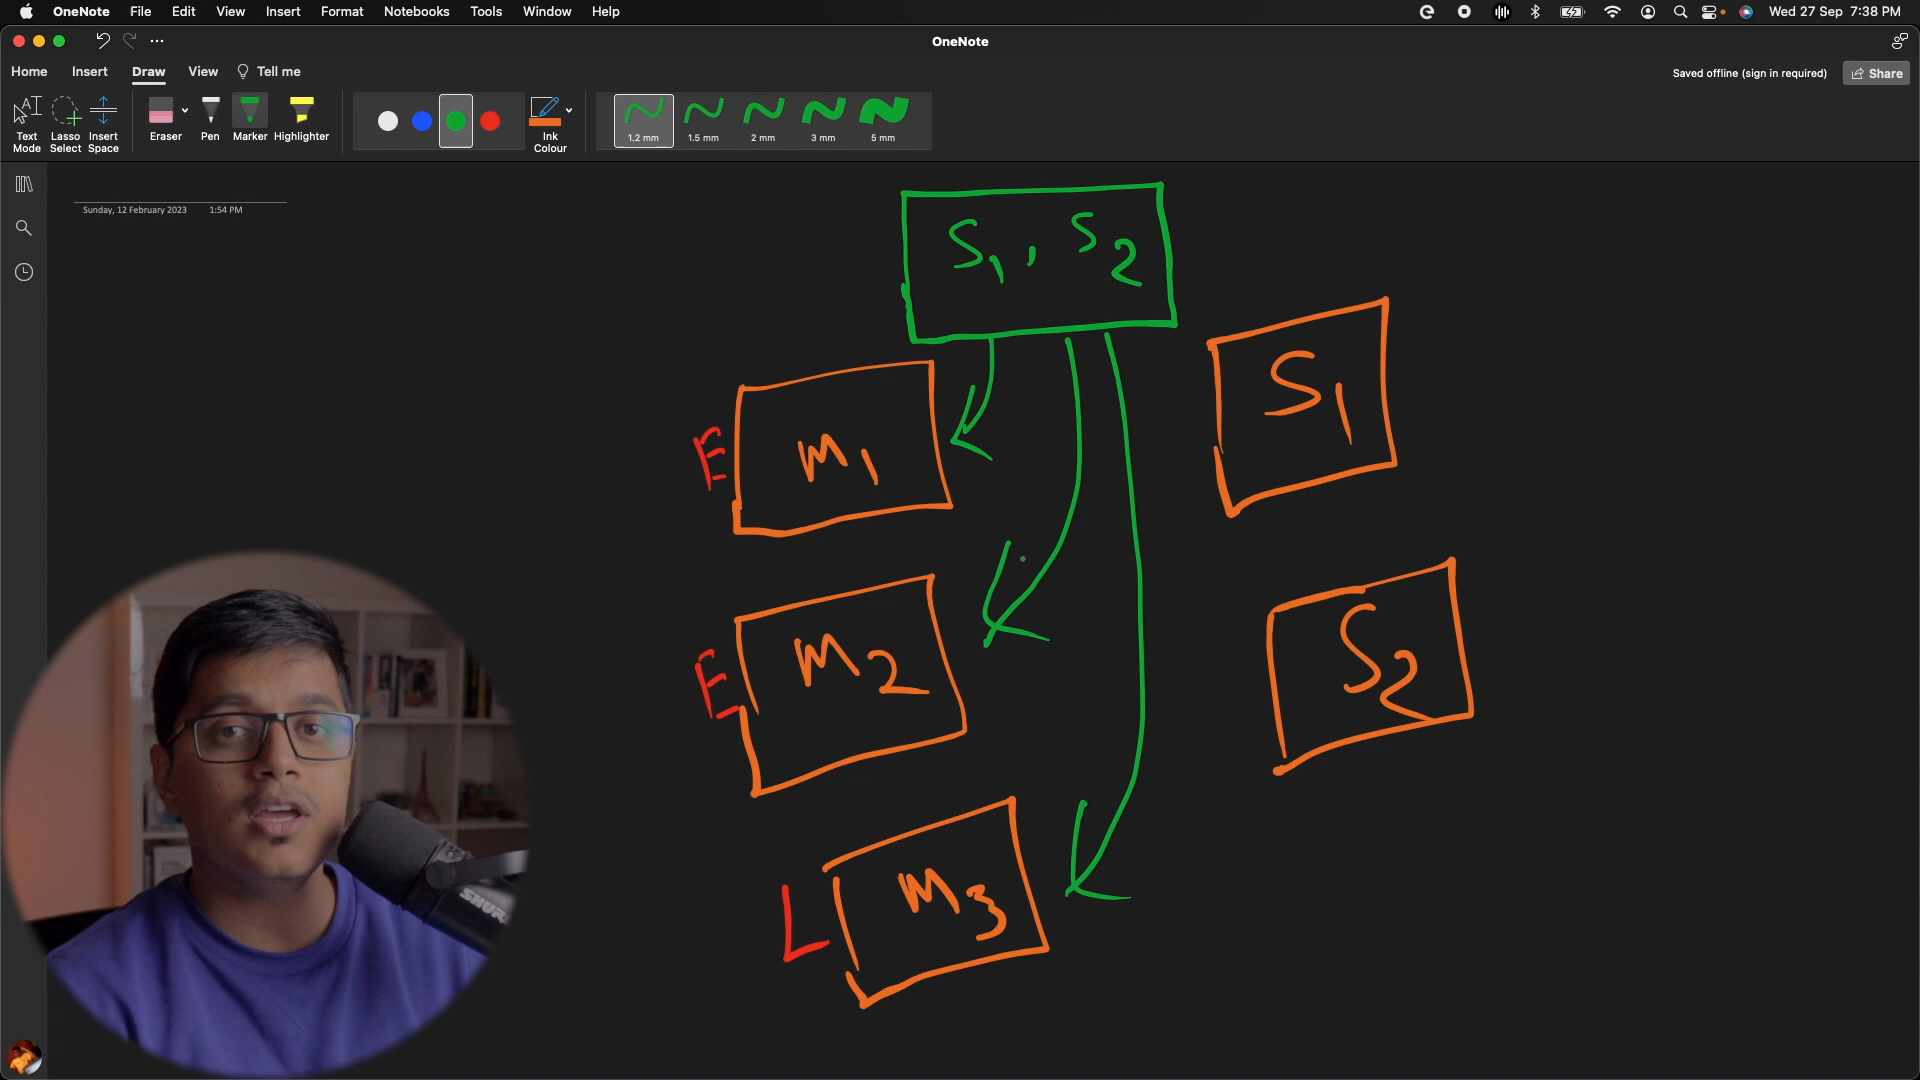 OneNote File Edit View Insert Format Notebooks Tools Window Help Wed 27 Sep 7:38 PM
OneNote
Home Insert Draw View Tell me Saved offline (sign in required) Share
Text Mode
Lasso Select
Insert Space
Eraser
Pen
Marker
Highlighter
Ink Colour
1.2 mm
1.5 mm
2 mm
3 mm
5 mm
Sunday, 12 February 2023 1:54 PM
S1, S2
S1
E M1
E M2
S2
L M3
SHURE